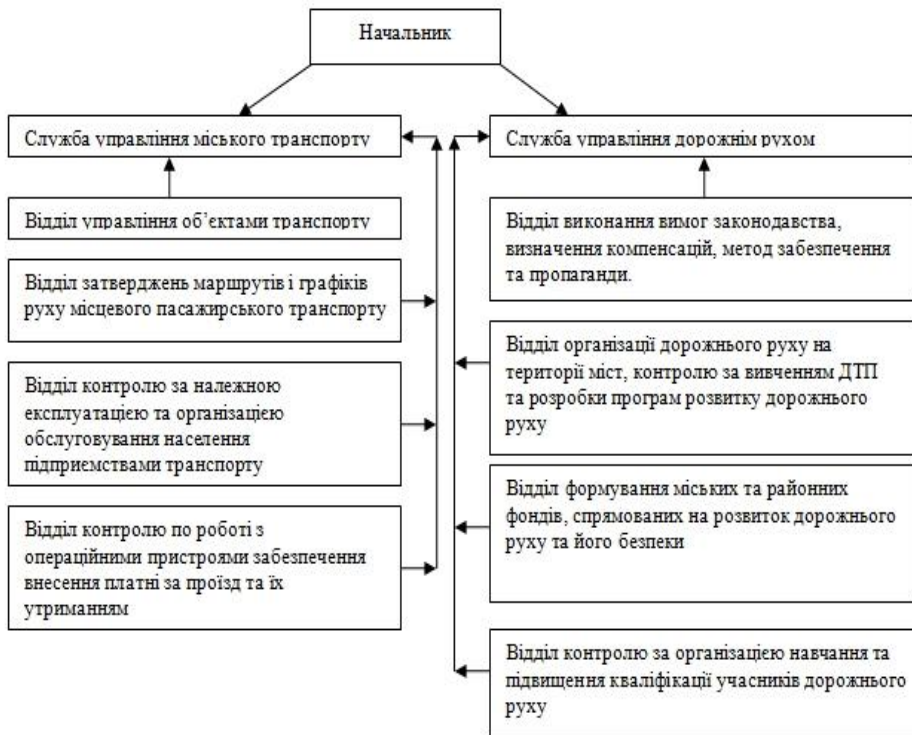 Начальник
Служба управління міського транспорту
Відділ управління об’єктами транспорту
Відділ затверджень маршрутів і графіків
руху місцевого пасажирського транспорту
Відділ контролю за належною
експлуатацією та організацією
обслуговування населення
підприємствами транспорту
Відділ контролю по роботі з
операційними пристроями забезпечення
внесення платні за проїзд та їх
утриманням
Служба управління дорожнім рухом
Відділ виконання вимог законодавства,
визначення компенсацій, метод забезпечення
та пропаганди.
Відділ організації дорожнього руху на
території міст, контролю за вивченням ДТП
та розробки програм розвитку дорожнього
руху
Відділ формування міських та районних
фондів, спрямованих на розвиток дорожнього
руху та його безпеки
Відділ контролю за організацією навчання та
підвищення кваліфікації учасників дорожнього
руху